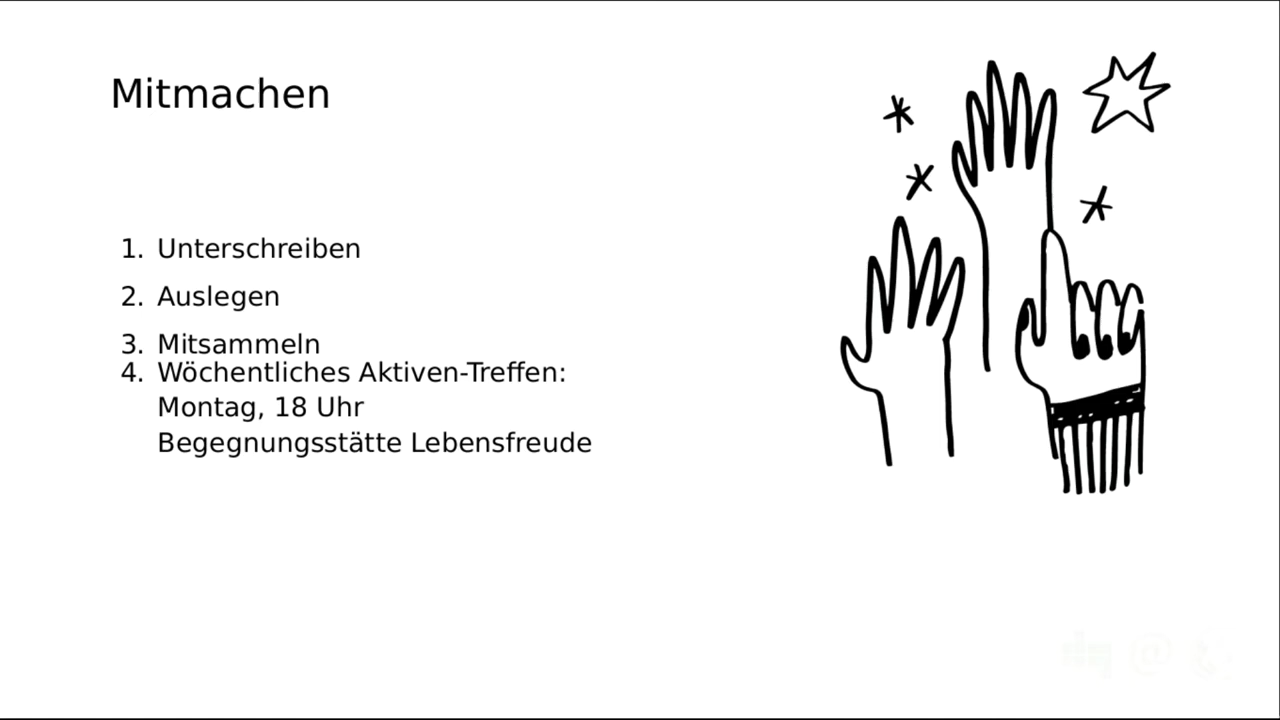 Mitmachen
1. Unterschreiben
2. Auslegen
3. Mitsammeln
4. Wöchentliches Aktiven-Treffen:
Montag, 18 Uhr
Begegnungsstätte Lebensfreude